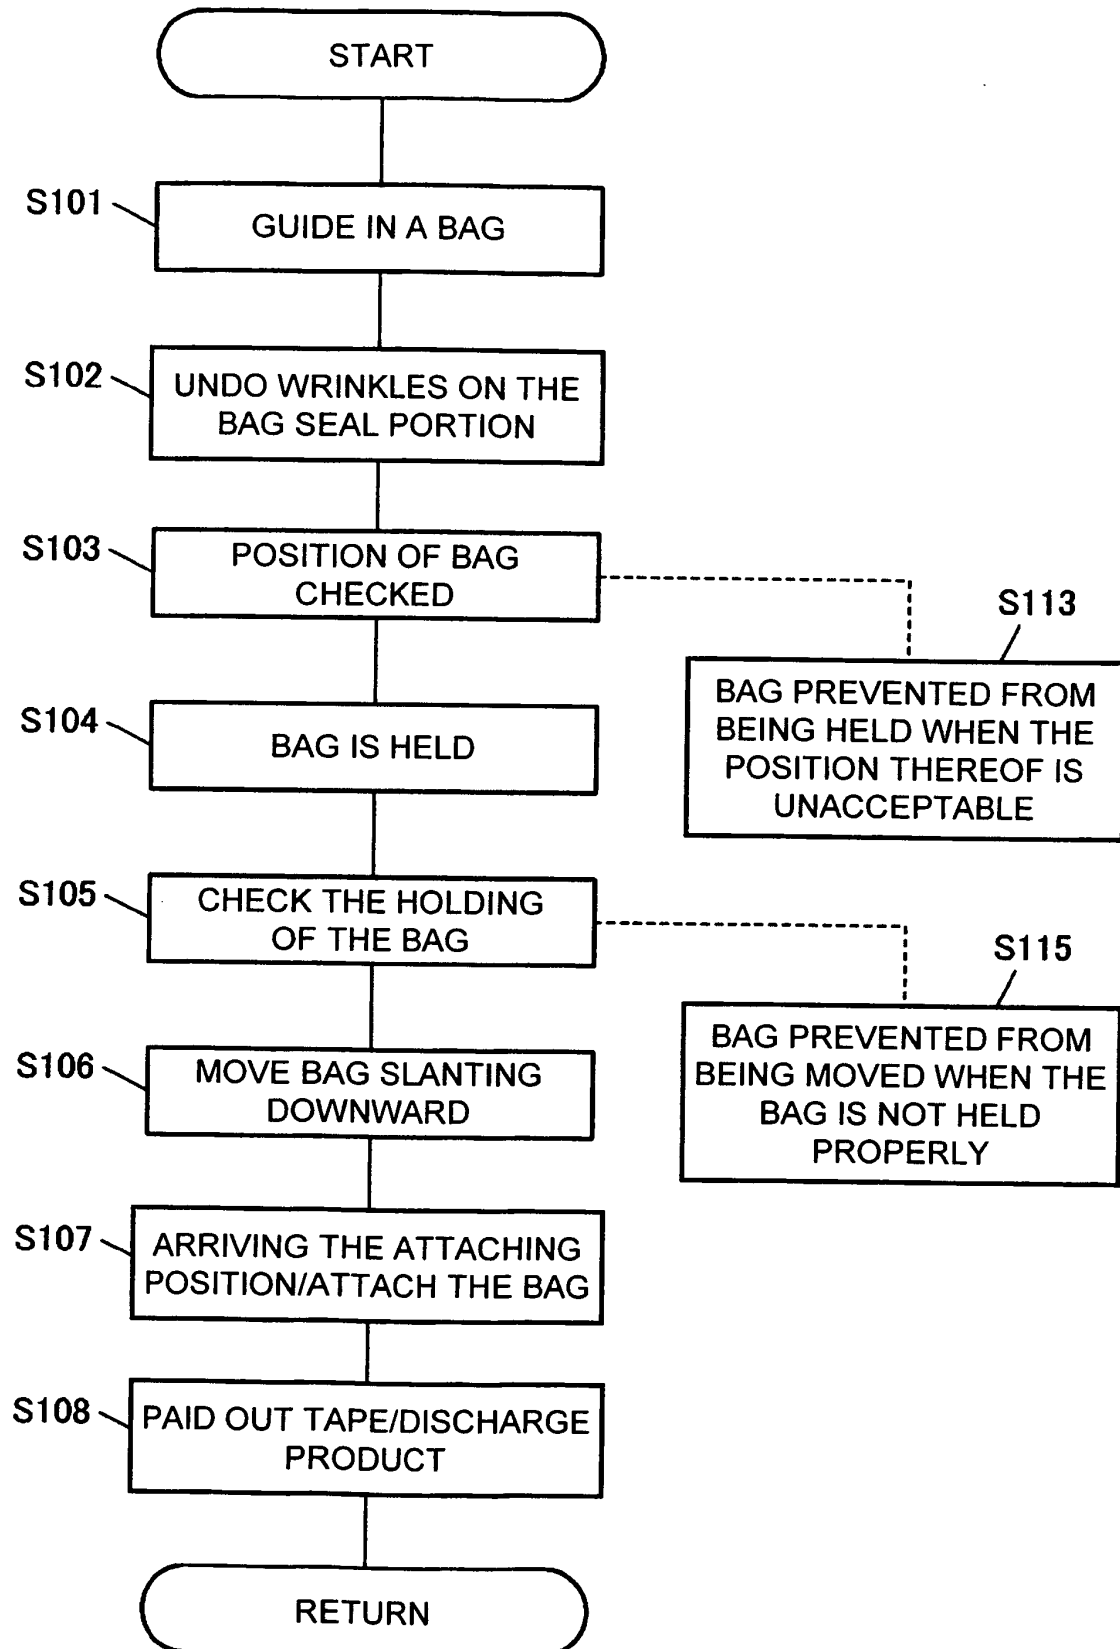 START
S101
GUIDE IN A BAG
S102
UNDO WRINKLES ON THE
BAG SEAL PORTION
S103
POSITION OF BAG
CHECKED
S113
BAG PREVENTED FROM
BEING HELD WHEN THE
POSITION THEREOF IS
UNACCEPTABLE
S104
BAG IS HELD
S105
CHECK THE HOLDING
OF THE BAG
S115
BAG PREVENTED FROM
BEING MOVED WHEN THE
BAG IS NOT HELD
PROPERLY
S106
MOVE BAG SLANTING
DOWNWARD
S107
ARRIVING THE ATTACHING
POSITION/ATTACH THE BAG
S108
PAID OUT TAPE/DISCHARGE
PRODUCT
RETURN